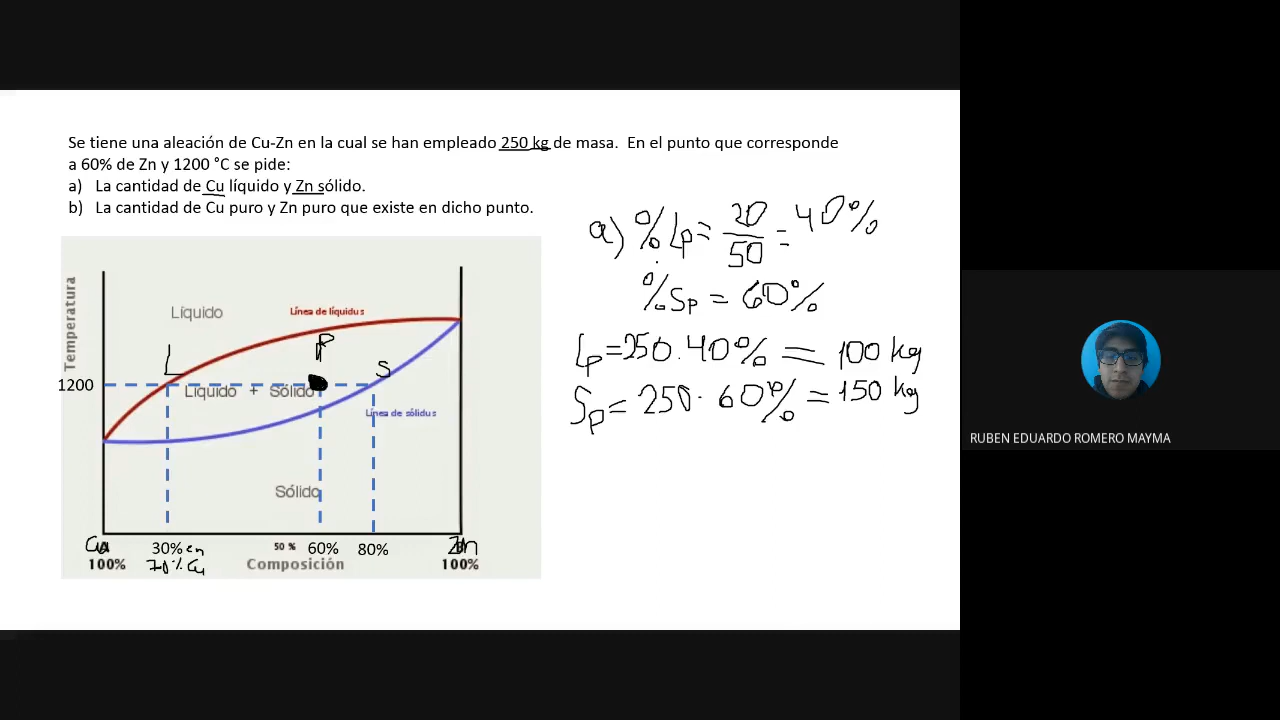 Se tiene una aleación de Cu-Zn en la cual se han empleado 250 kg de masa. En el punto que corresponde
a 60% de Zn y 1200 °C se pide:
a) La cantidad de Cu líquido y Zn sólido.
b) La cantidad de Cu puro y Zn puro que existe en dicho punto.
a) %Lp = 20/50 = 40%
%Sp = 60%
Lp = 250.40% = 100 kg
Sp = 250.60% = 150 kg
Temperatura
Líquido
Línea de líquidus
P
L
S
1200
Líquido + Sólido
Línea de sólidus
Sólido
Cu
30% en
50 %
60%
80%
Zn
100%
70% Cu
Composición
100%
RUBEN EDUARDO ROMERO MAYMA